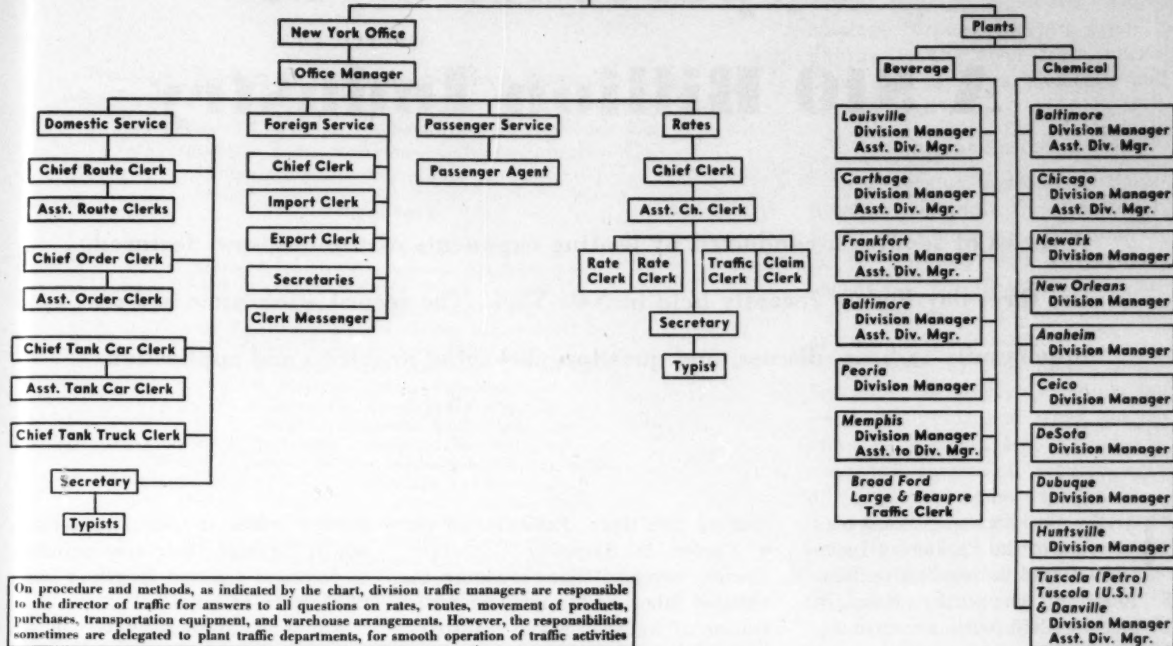 New York Office
Office Manager
Domestic Service
Chief Route Clerk
Asst. Route Clerks
Chief Order Clerk
Asst. Order Clerk
Chief Tank Car Clerk
Asst. Tank Car Clerk
Chief Tank Truck Clerk
Secretary
Typists
Foreign Service
Chief Clerk
Import Clerk
Export Clerk
Secretaries
Clerk Messenger
Passenger Service
Passenger Agent
Rates
Chief Clerk
Asst. Ch. Clerk
Rate
Clerk
Rate
Clerk
Traffic
Clerk
Claim
Clerk
Secretary
Typist
Plants
Beverage
Louisville
Division Manager
Asst. Div. Mgr.
Carthage
Division Manager
Asst. Div. Mgr.
Frankfort
Division Manager
Asst. Div. Mgr.
Baltimore
Division Manager
Asst. Div. Mgr.
Peoria
Division Manager
Memphis
Division Manager
Asst. to Div. Mgr.
Broad Ford
Large & Beaupre
Traffic Clerk
Chemical
Baltimore
Division Manager
Asst. Div. Mgr.
Chicago
Division Manager
Asst. Div. Mgr.
Newark
Division Manager
New Orleans
Division Manager
Anaheim
Division Manager
Ceico
Division Manager
DeSota
Division Manager
Dubuque
Division Manager
Huntsville
Division Manager
Tuscola (Petro)
Tuscola (U.S.I)
& Danville
Division Manager
Asst. Div. Mgr.
On procedure and methods, as indicated by the chart, division traffic managers are responsible
to the director of traffic for answers to all questions on rates, routes, movement of products,
purchases, transportation equipment, and warehouse arrangements. However, the responsibilities
sometimes are delegated to plant traffic departments, for smooth operation of traffic activities